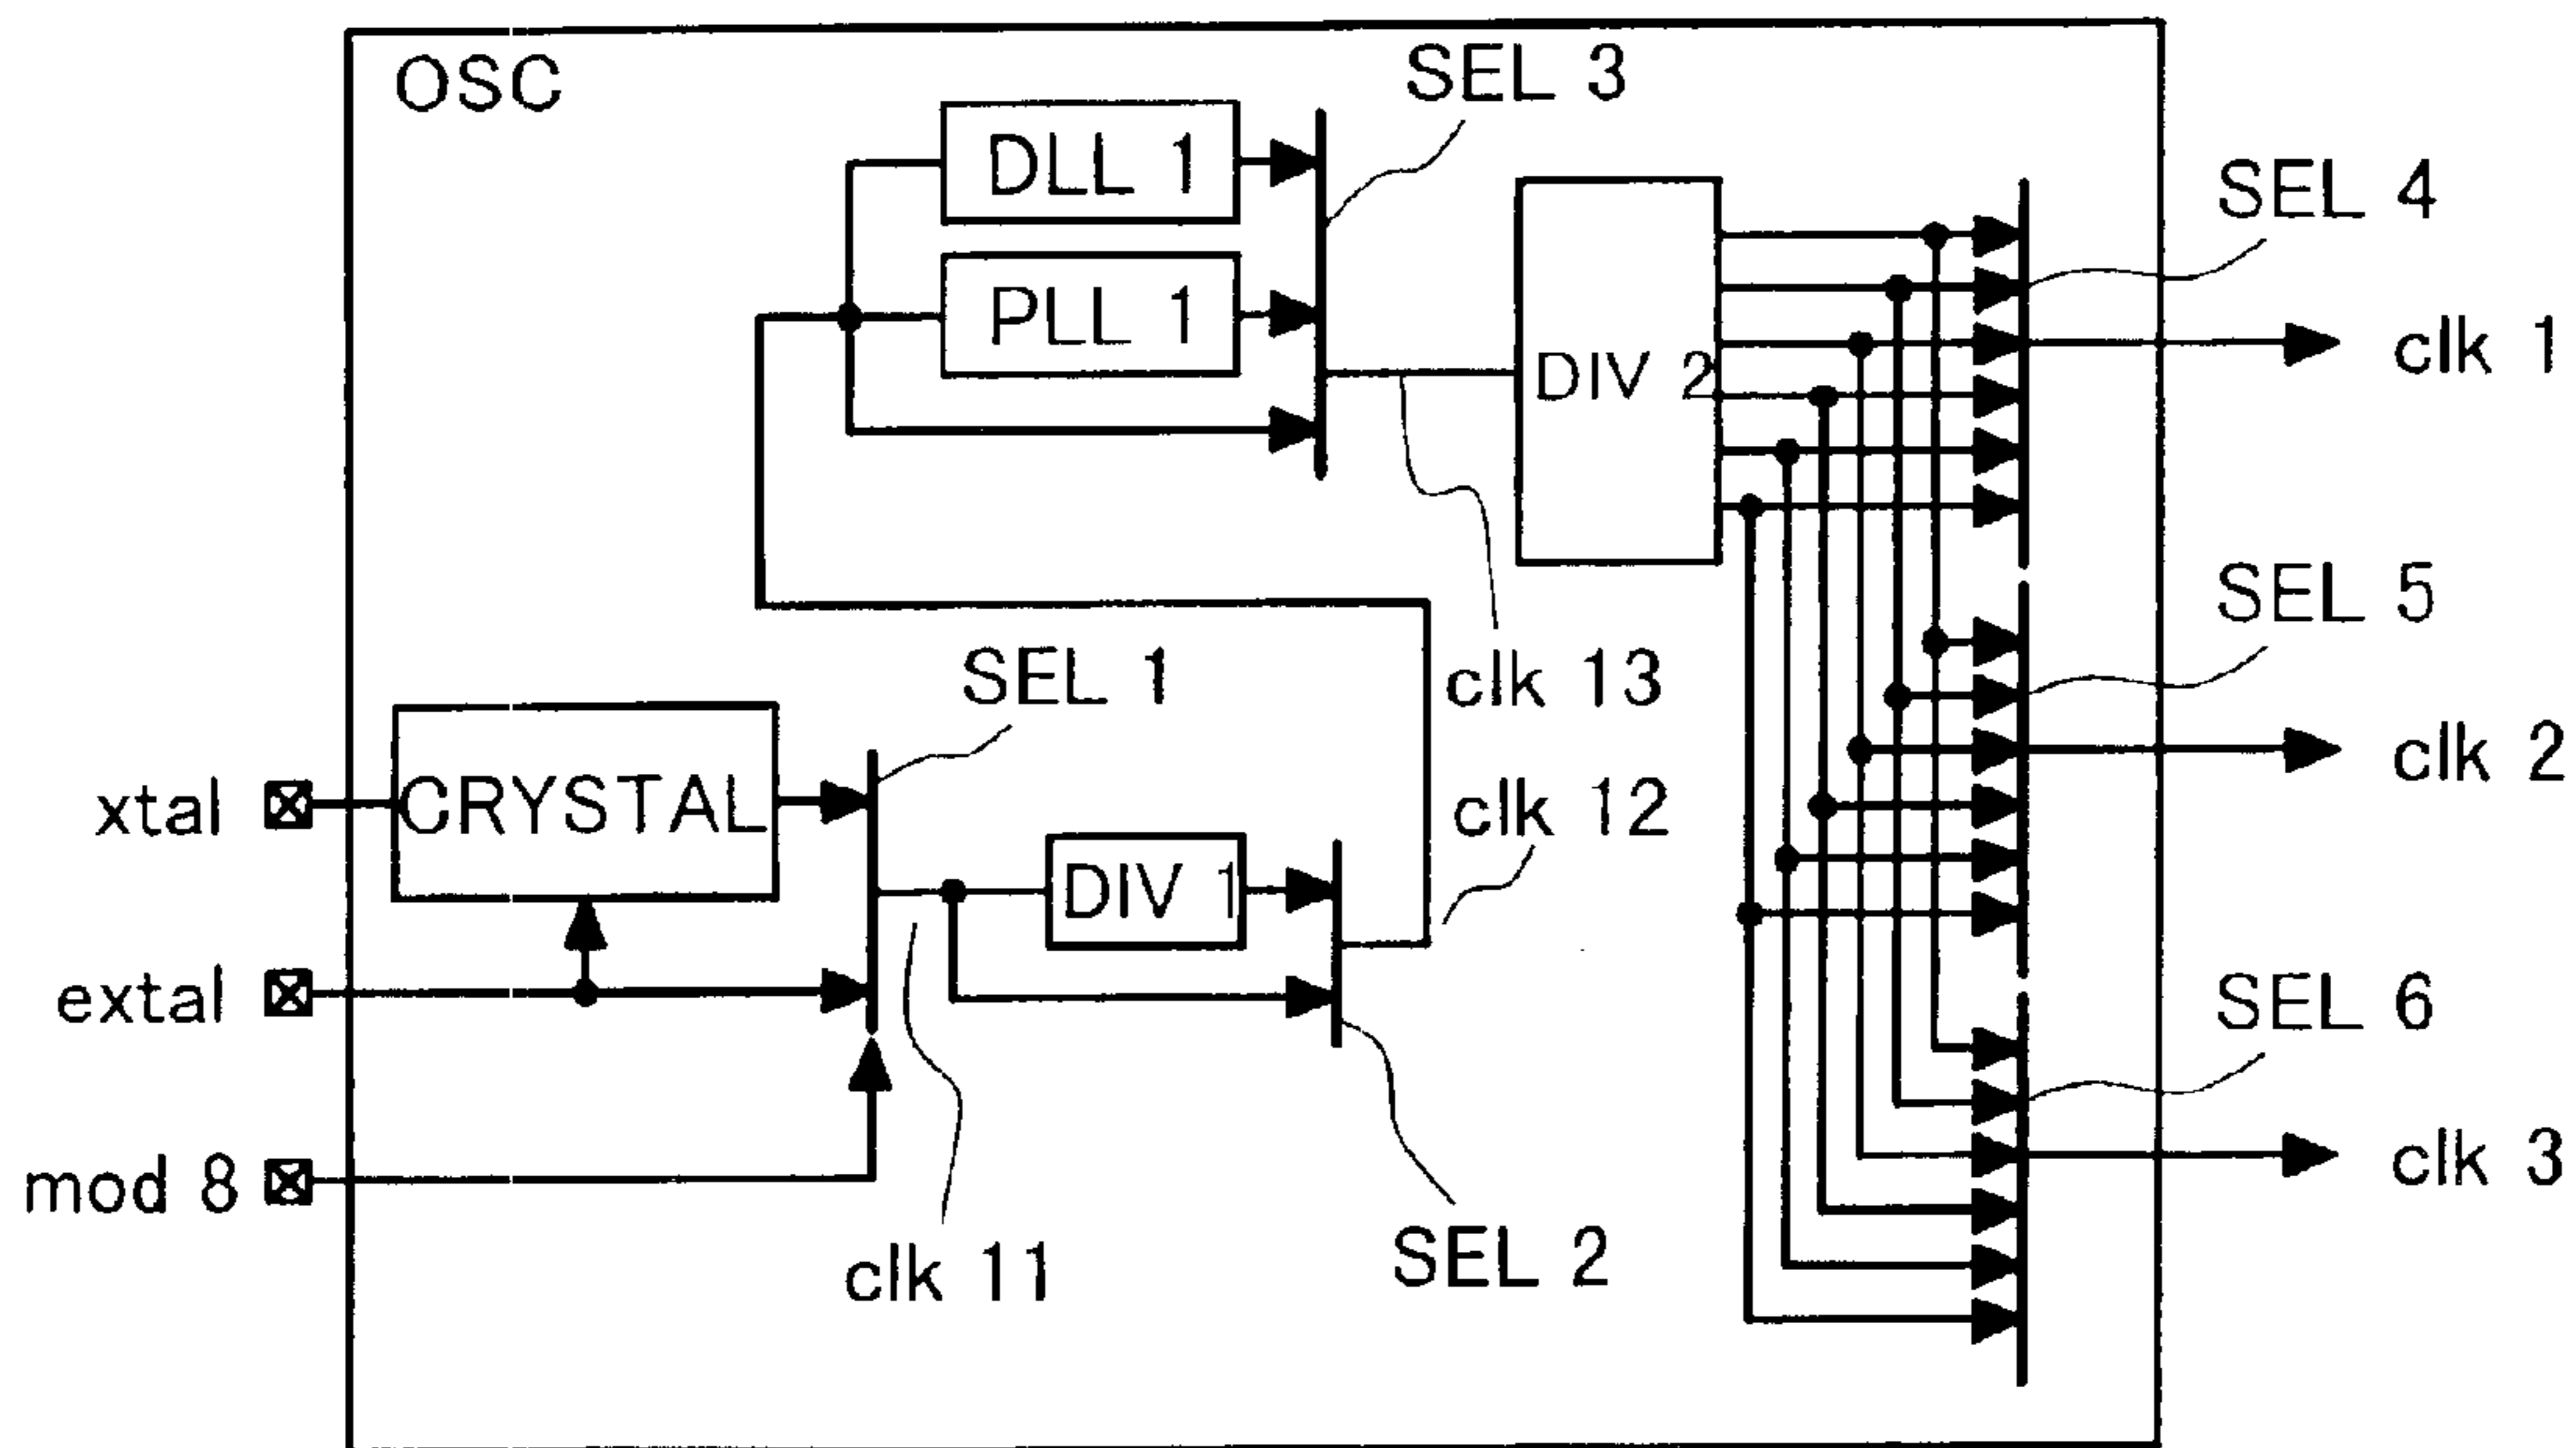 OSC
SEL 3
DLL 1
SEL 4
PLL 1
clk 1
DIV 2
SEL 5
SEL 1
clk 13
clk 2
xtal
CRYSTAL
clk 12
DIV 1
extal
SEL 6
mod 8
clk 3
clk 11
SEL 2